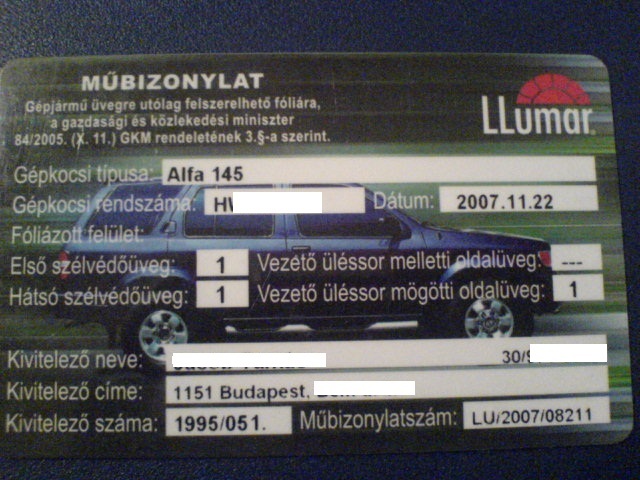 MŰBIZONYLAT
Gépjármű üvegre utólag felszerelhető fóliára,
a gazdasági és közlekedési miniszter
84/2005. (X. 11.) GKM rendeletének 3.§-a szerint.
LLumar
Gépkocsi típusa: Alfa 145
Gépkocsi rendszáma: Dátum: 2007.11.22
Fóliázott felület:
Első szélvédőüveg: 1 Vezető üléssor melletti oldalüveg: ---
Hátsó szélvédőüveg: 1 Vezető üléssor mögötti oldalüveg: 1
Kivitelező neve: 30/
Kivitelező címe: 1151 Budapest,
Kivitelező száma: 1995/051. Műbizonylatszám: LU/2007/08211